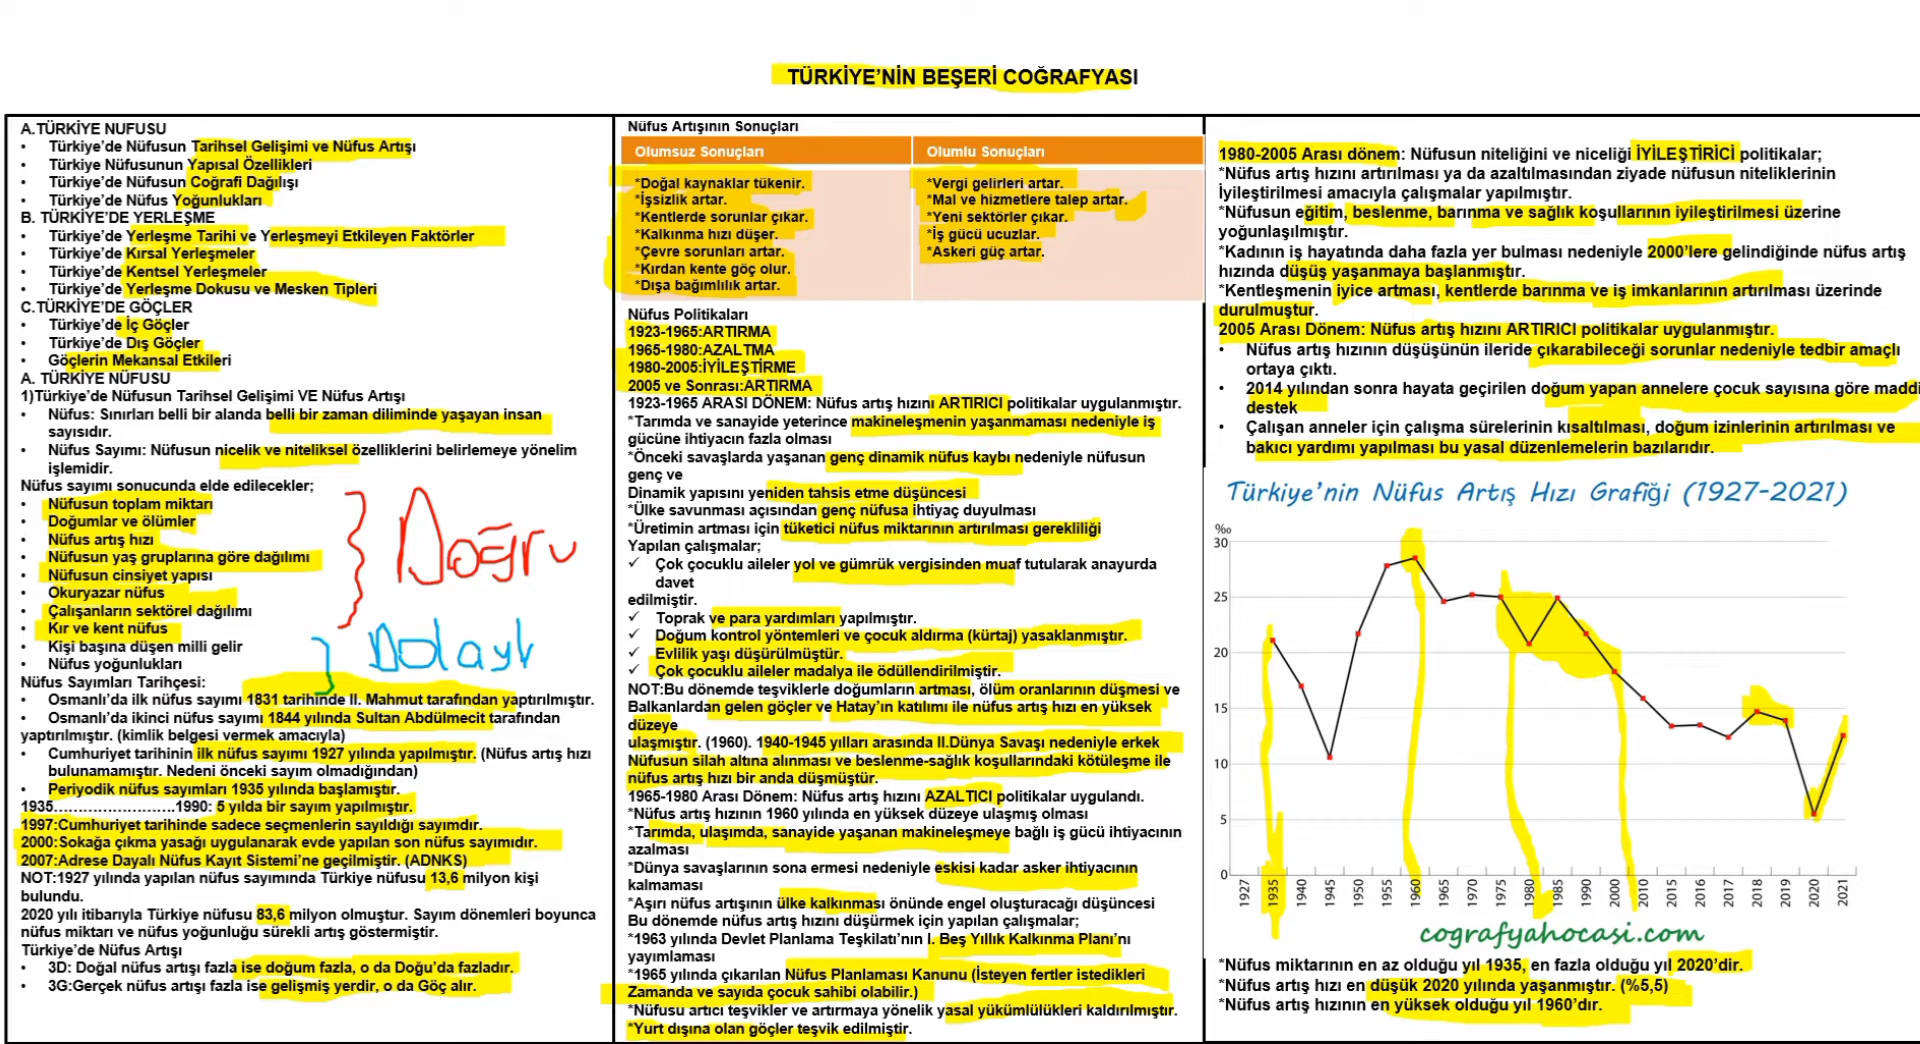 TÜRKİYE'NİN BEŞERİ COĞRAFYASI
A.TÜRKİYE NUFUSU
• Türkiye'de Nüfusun Tarihsel Gelişimi ve Nüfus Artışı
• Türkiye Nüfusunun Yapısal Özellikleri
• Türkiye'de Nüfusun Coğrafi Dağılışı
• Türkiye'de Nüfus Yoğunlukları
B. TÜRKİYE'DE YERLEŞME
• Türkiye'de Yerleşme Tarihi ve Yerleşmeyi Etkileyen Faktörler
• Türkiye'de Kırsal Yerleşmeler
• Türkiye'de Kentsel Yerleşmeler
• Türkiye'de Yerleşme Dokusu ve Mesken Tipleri
C.TÜRKİYE'DE GÖÇLER
• Türkiye'de İç Göçler
• Türkiye'de Dış Göçler
• Göçlerin Mekansal Etkileri
A. TÜRKİYE NÜFUSU
1)Türkiye'de Nüfusun Tarihsel Gelişimi VE Nüfus Artışı
• Nüfus: Sınırları belli bir alanda belli bir zaman diliminde yaşayan insan
sayısıdır.
• Nüfus Sayımı: Nüfusun nicelik ve niteliksel özelliklerini belirlemeye yönelim
işlemidir.
Nüfus sayımı sonucunda elde edilecekler;
• Nüfusun toplam miktarı
• Doğumlar ve ölümler
• Nüfus artış hızı
• Nüfusun yaş gruplarına göre dağılımı
• Nüfusun cinsiyet yapısı
• Okuryazar nüfus
• Çalışanların sektörel dağılımı
• Kır ve kent nüfus
Doğru
• Kişi başına düşen milli gelir
• Nüfus yoğunlukları
Dolaylı
Nüfus Sayımları Tarihçesi:
• Osmanlı'da ilk nüfus sayımı 1831 tarihinde II. Mahmut tarafından yaptırılmıştır.
• Osmanlı'da ikinci nüfus sayımı 1844 yılında Sultan Abdülmecit tarafından
yaptırılmıştır. (kimlik belgesi vermek amacıyla)
• Cumhuriyet tarihinin ilk nüfus sayımı 1927 yılında yapılmıştır. (Nüfus artış hızı
bulunamamıştır. Nedeni önceki sayım olmadığından)
• Periyodik nüfus sayımları 1935 yılında başlamıştır.
1935……………………1990: 5 yılda bir sayım yapılmıştır.
1997:Cumhuriyet tarihinde sadece seçmenlerin sayıldığı sayımdır.
2000:Sokağa çıkma yasağı uygulanarak evde yapılan son nüfus sayımıdır.
2007:Adrese Dayalı Nüfus Kayıt Sistemi'ne geçilmiştir. (ADNKS)
NOT:1927 yılında yapılan nüfus sayımında Türkiye nüfusu 13,6 milyon kişi
bulundu.
2020 yılı itibarıyla Türkiye nüfusu 83,6 milyon olmuştur. Sayım dönemleri boyunca
nüfus miktarı ve nüfus yoğunluğu sürekli artış göstermiştir.
Türkiye'de Nüfus Artışı
• 3D: Doğal nüfus artışı fazla ise doğum fazla, o da Doğu'da fazladır.
• 3G:Gerçek nüfus artışı fazla ise gelişmiş yerdir, o da Göç alır.
Nüfus Artışının Sonuçları
Olumsuz Sonuçları
*Doğal kaynaklar tükenir.
*İşsizlik artar.
*Kentlerde sorunlar çıkar.
*Kalkınma hızı düşer.
*Çevre sorunları artar.
*Kırdan kente göç olur.
*Dışa bağımlılık artar.
Olumlu Sonuçları
*Vergi gelirleri artar.
*Mal ve hizmetlere talep artar.
*Yeni sektörler çıkar.
*İş gücü ucuzlar.
*Askeri güç artar.
Nüfus Politikaları
1923-1965:ARTIRMA
1965-1980:AZALTMA
1980-2005:İYİLEŞTİRME
2005 ve Sonrası:ARTIRMA
1923-1965 ARASI DÖNEM: Nüfus artış hızını ARTIRICI politikalar uygulanmıştır.
*Tarımda ve sanayide yeterince makineleşmenin yaşanmaması nedeniyle iş
gücüne ihtiyacın fazla olması
*Önceki savaşlarda yaşanan genç dinamik nüfus kaybı nedeniyle nüfusun
genç ve
Dinamik yapısını yeniden tahsis etme düşüncesi
*Ülke savunması açısından genç nüfusa ihtiyaç duyulması
*Üretimin artması için tüketici nüfus miktarının artırılması gerekliliği
Yapılan çalışmalar;
✓ Çok çocuklu aileler yol ve gümrük vergisinden muaf tutularak anayurda
davet
edilmiştir.
✓ Toprak ve para yardımları yapılmıştır.
✓ Doğum kontrol yöntemleri ve çocuk aldırma (kürtaj) yasaklanmıştır.
✓ Evlilik yaşı düşürülmüştür.
✓ Çok çocuklu aileler madalya ile ödüllendirilmiştir.
NOT:Bu dönemde teşviklerle doğumların artması, ölüm oranlarının düşmesi ve
Balkanlardan gelen göçler ve Hatay'ın katılımı ile nüfus artış hızı en yüksek
düzeye
ulaşmıştır. (1960). 1940-1945 yılları arasında II.Dünya Savaşı nedeniyle erkek
Nüfusun silah altına alınması ve beslenme-sağlık koşullarındaki kötüleşme ile
nüfus artış hızı bir anda düşmüştür.
1965-1980 Arası Dönem: Nüfus artış hızını AZALTICI politikalar uygulandı.
*Nüfus artış hızının 1960 yılında en yüksek düzeye ulaşmış olması
*Tarımda, ulaşımda, sanayide yaşanan makineleşmeye bağlı iş gücü ihtiyacının
azalması
*Dünya savaşlarının sona ermesi nedeniyle eskisi kadar asker ihtiyacının
kalmaması
*Aşırı nüfus artışının ülke kalkınması önünde engel oluşturacağı düşüncesi
Bu dönemde nüfus artış hızını düşürmek için yapılan çalışmalar;
*1963 yılında Devlet Planlama Teşkilatı'nın I. Beş Yıllık Kalkınma Planı'nı
yayımlaması
*1965 yılında çıkarılan Nüfus Planlaması Kanunu (İsteyen fertler istedikleri
Zamanda ve sayıda çocuk sahibi olabilir.)
*Nüfusu artıcı teşvikler ve artırmaya yönelik yasal yükümlülükleri kaldırılmıştır.
*Yurt dışına olan göçler teşvik edilmiştir.
1980-2005 Arası dönem: Nüfusun niteliğini ve niceliği İYİLEŞTİRİCİ politikalar;
*Nüfus artış hızını artırılması ya da azaltılmasından ziyade nüfusun niteliklerinin
İyileştirilmesi amacıyla çalışmalar yapılmıştır.
*Nüfusun eğitim, beslenme, barınma ve sağlık koşullarının iyileştirilmesi üzerine
yoğunlaşılmıştır.
*Kadının iş hayatında daha fazla yer bulması nedeniyle 2000'lere gelindiğinde nüfus artış
hızında düşüş yaşanmaya başlanmıştır.
*Kentleşmenin iyice artması, kentlerde barınma ve iş imkanlarının artırılması üzerinde
durulmuştur.
2005 Arası Dönem: Nüfus artış hızını ARTIRICI politikalar uygulanmıştır.
• Nüfus artış hızının düşüşünün ileride çıkarabileceği sorunlar nedeniyle tedbir amaçlı
ortaya çıktı.
• 2014 yılından sonra hayata geçirilen doğum yapan annelere çocuk sayısına göre maddi
destek
• Çalışan anneler için çalışma sürelerinin kısaltılması, doğum izinlerinin artırılması ve
bakıcı yardımı yapılması bu yasal düzenlemelerin bazılarıdır.
Türkiye'nin Nüfus Artış Hızı Grafiği (1927-2021)
‰
30
25
20
15
10
5
0
1927 1935 1940 1945 1950 1955 1960 1965 1970 1975 1980 1985 1990 2000 2010 2015 2016 2017 2018 2019 2020 2021
cografyahocasi.com
*Nüfus miktarının en az olduğu yıl 1935, en fazla olduğu yıl 2020'dir.
*Nüfus artış hızı en düşük 2020 yılında yaşanmıştır. (%5,5)
*Nüfus artış hızının en yüksek olduğu yıl 1960'dır.